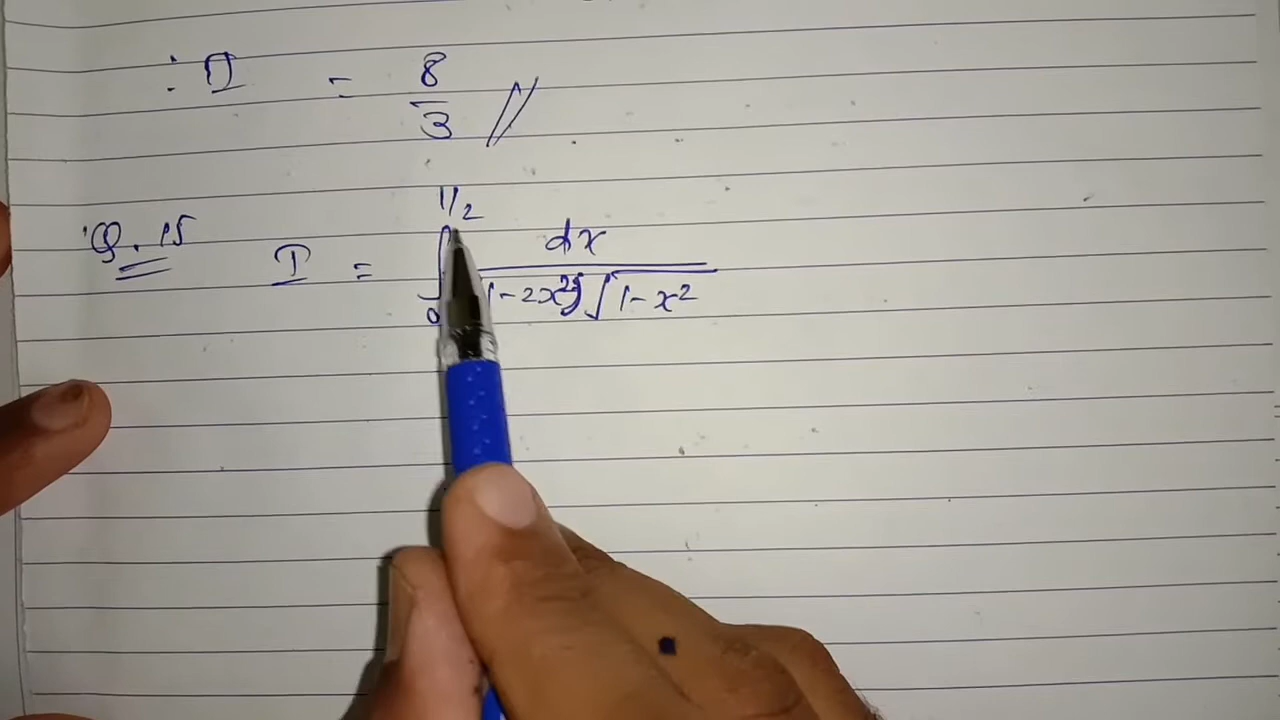 ∴ I = 8/3 //
Q. 15 I = ∫₀^{1/2} dx / (1-2x²) √(1-x²)